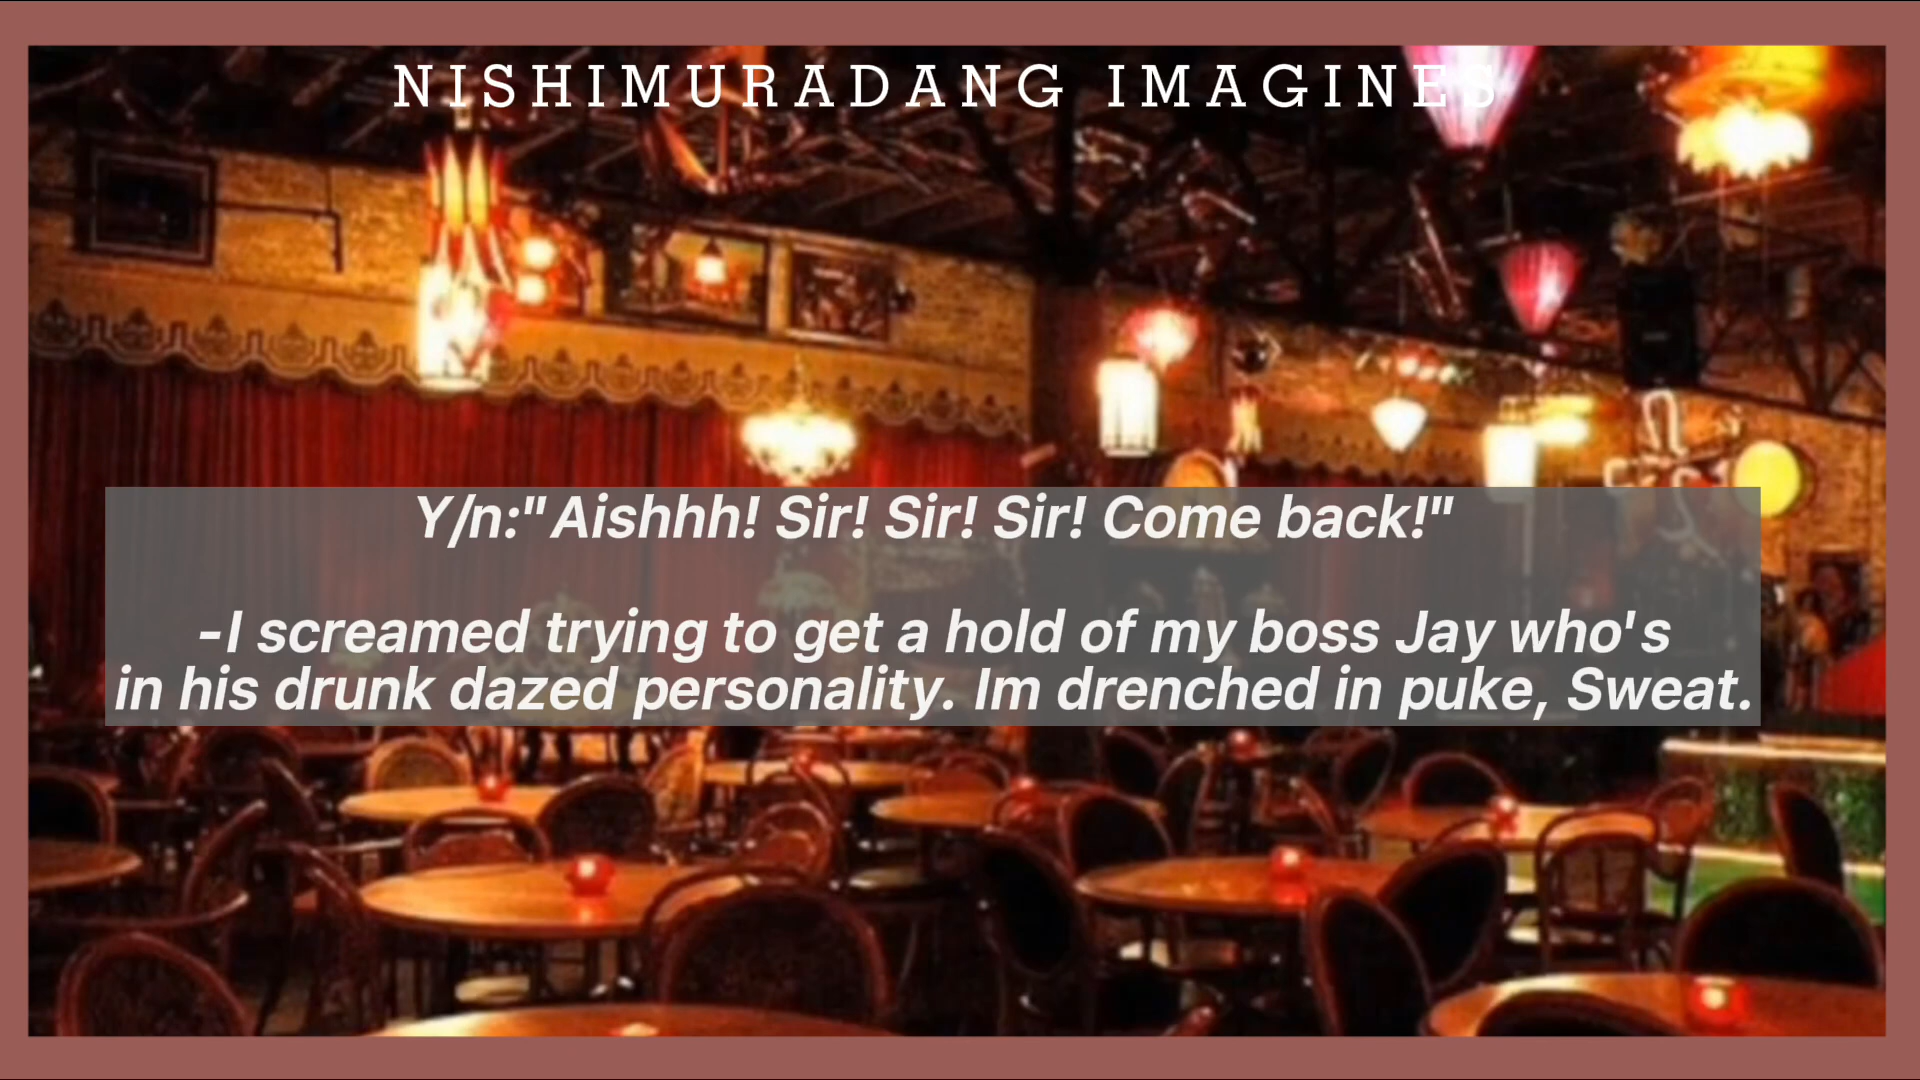 NISHIMURADANG IMAGINES
Y/n:"Aishhh! Sir! Sir! Sir! Come back!"
-I screamed trying to get a hold of my boss Jay who's
in his drunk dazed personality. Im drenched in puke, Sweat.